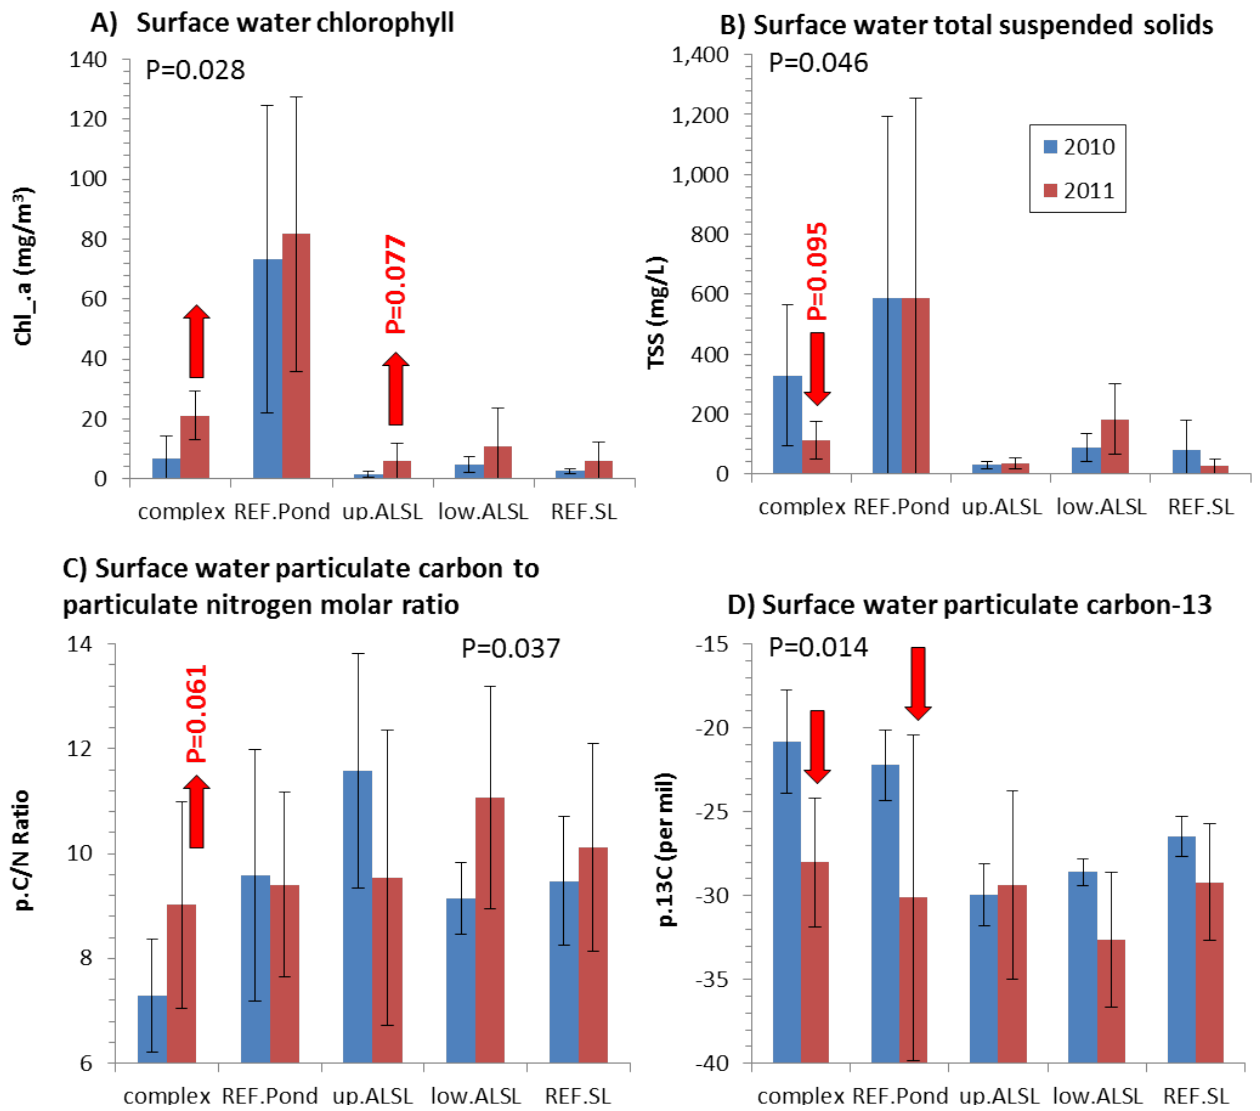 A) Surface water chlorophyll
140
120
100
80
60
40
20
0
P=0.028
P=0.077
Chl_.a (mg/m³)
complex REF.Pond up.ALSL low.ALSL REF.SL
B) Surface water total suspended solids
1,400
1,200
1,000
800
600
400
200
0
P=0.046
2010
2011
P=0.095
TSS (mg/L)
complex REF.Pond up.ALSL low.ALSL REF.SL
C) Surface water particulate carbon to
particulate nitrogen molar ratio
14
12
10
8
6
P=0.037
P=0.061
p.C/N Ratio
complex REF.Pond up.ALSL low.ALSL REF.SL
D) Surface water particulate carbon-13
-15
-20
-25
-30
-35
-40
P=0.014
p.13C (per mil)
complex REF.Pond up.ALSL low.ALSL REF.SL